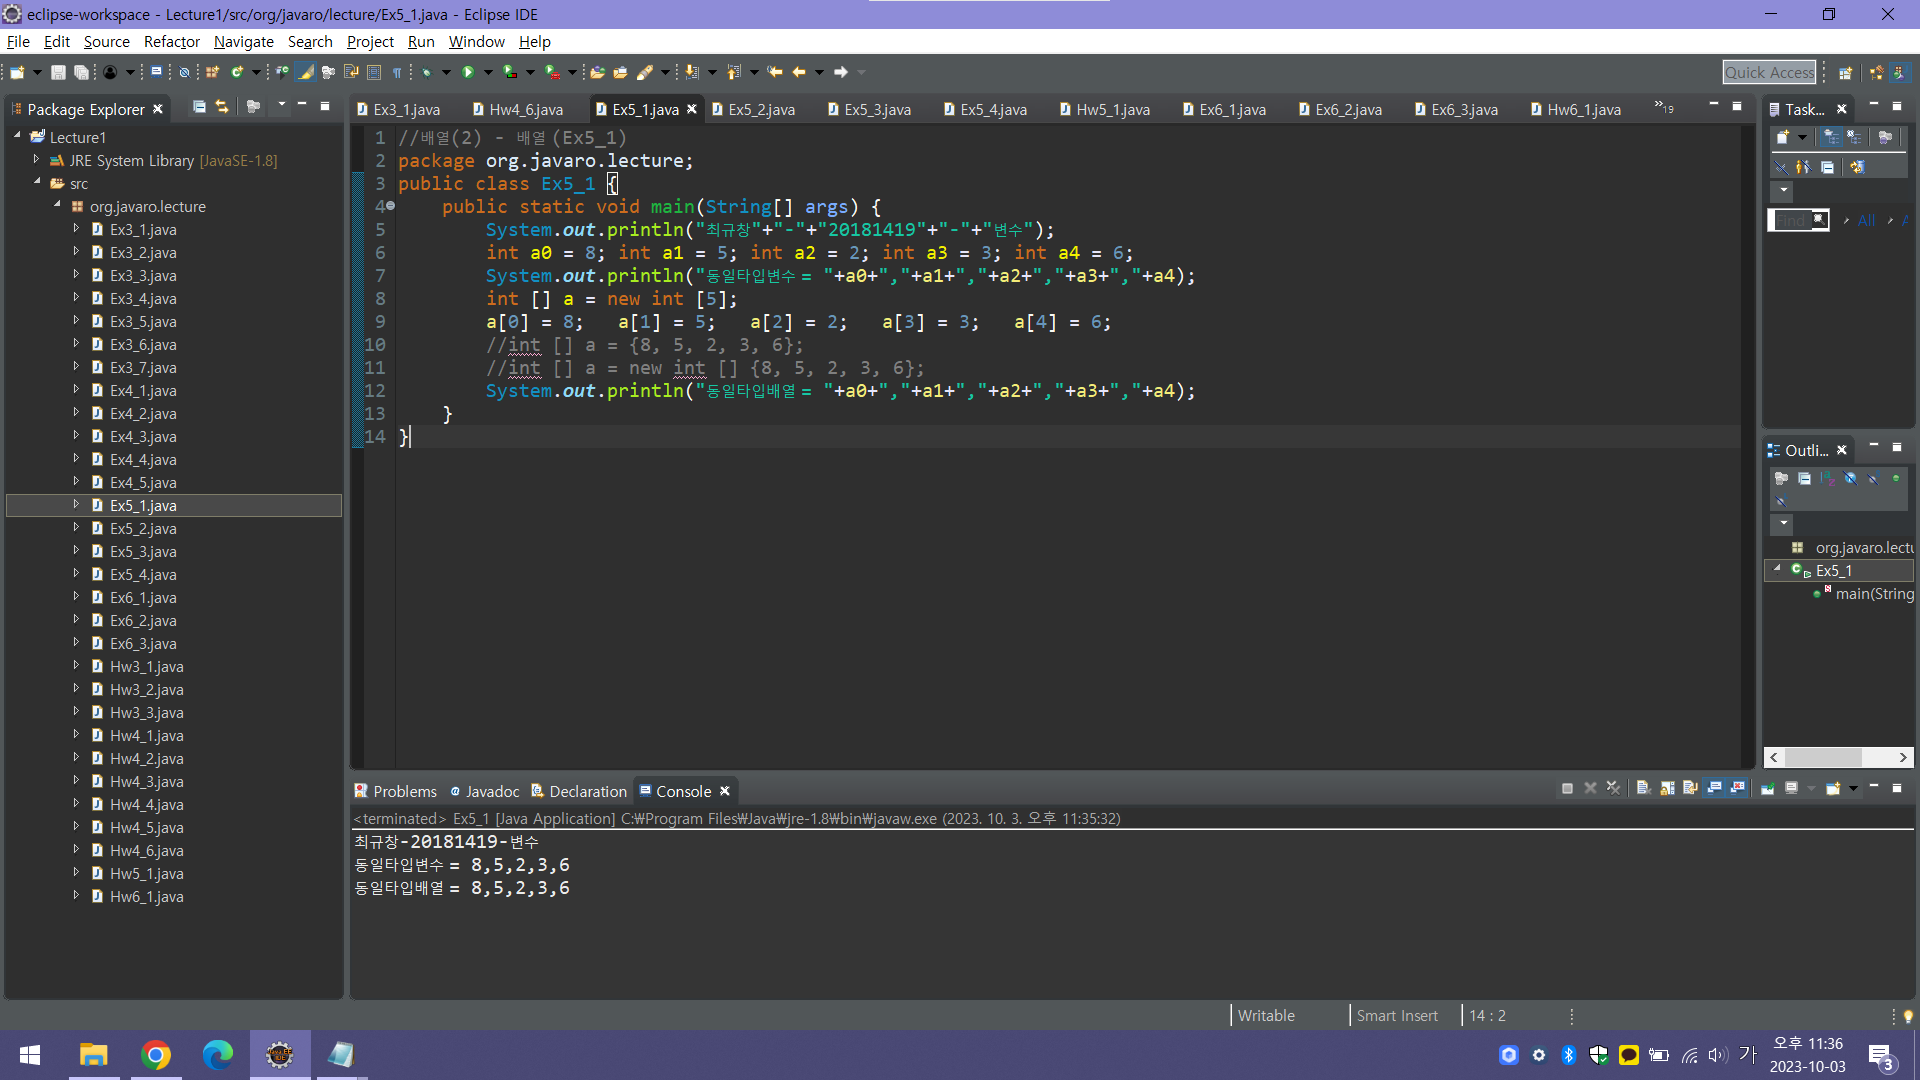 eclipse-workspace - Lecture1/src/org/javaro/lecture/Ex5_1.java - Eclipse IDE
File Edit Source Refactor Navigate Search Project Run Window Help
Quick Access
Package Explorer
Ex3_1.java Hw4_6.java Ex5_1.java Ex5_2.java Ex5_3.java Ex5_4.java Hw5_1.java Ex6_1.java Ex6_2.java Ex6_3.java Hw6_1.java »19
Task...
Lecture1
JRE System Library [JavaSE-1.8]
src
org.javaro.lecture
Ex3_1.java
Ex3_2.java
Ex3_3.java
Ex3_4.java
Ex3_5.java
Ex3_6.java
Ex3_7.java
Ex4_1.java
Ex4_2.java
Ex4_3.java
Ex4_4.java
Ex4_5.java
Ex5_1.java
Ex5_2.java
Ex5_3.java
Ex5_4.java
Ex6_1.java
Ex6_2.java
Ex6_3.java
Hw3_1.java
Hw3_2.java
Hw3_3.java
Hw4_1.java
Hw4_2.java
Hw4_3.java
Hw4_4.java
Hw4_5.java
Hw4_6.java
Hw5_1.java
Hw6_1.java
1 //배열(2) - 배열(Ex5_1)
2 package org.javaro.lecture;
3 public class Ex5_1 {
4 public static void main(String[] args) {
5 System.out.println("최규창"+"-"+"20181419"+"-"+"변수");
6 int a0 = 8; int a1 = 5; int a2 = 2; int a3 = 3; int a4 = 6;
7 System.out.println("동일타입변수 = "+a0+","+a1+","+a2+","+a3+","+a4);
8 int [] a = new int [5];
9 a[0] = 8; a[1] = 5; a[2] = 2; a[3] = 3; a[4] = 6;
10 //int [] a = {8, 5, 2, 3, 6};
11 //int [] a = new int [] {8, 5, 2, 3, 6};
12 System.out.println("동일타입배열 = "+a0+","+a1+","+a2+","+a3+","+a4);
13 }
14 }
Find All
Outli...
org.javaro.lectu
Ex5_1
main(String
Problems Javadoc Declaration Console
<terminated> Ex5_1 [Java Application] C:₩Program Files₩Java₩jre-1.8₩bin₩javaw.exe (2023. 10. 3. 오후 11:35:32)
최규창-20181419-변수
동일타입변수 = 8,5,2,3,6
동일타입배열 = 8,5,2,3,6
Writable Smart Insert 14 : 2
가
오후 11:36
2023-10-03
3